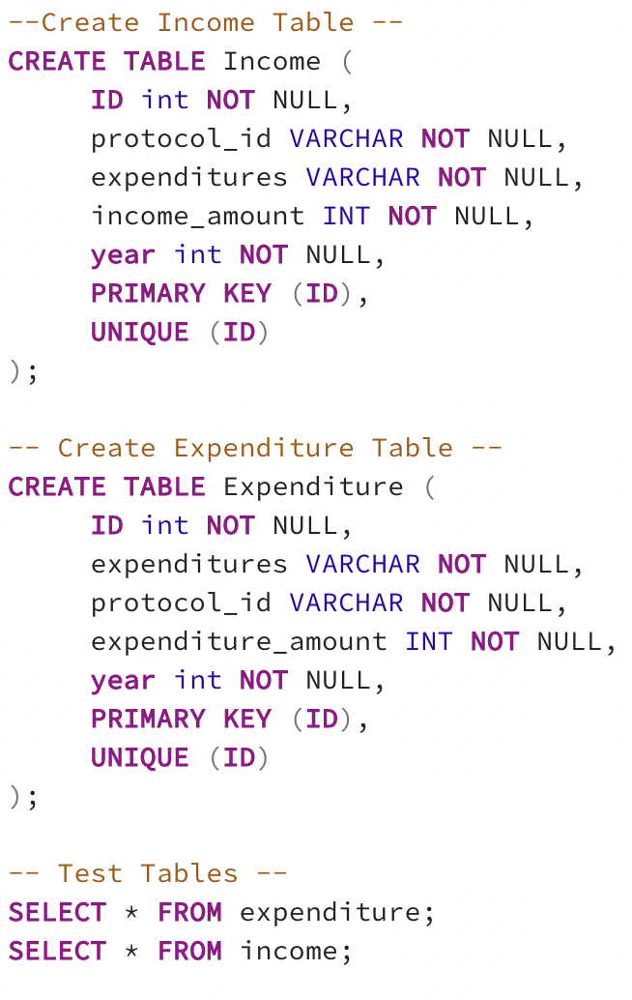 --Create Income Table --
CREATE TABLE Income (
ID int NOT NULL,
protocol_id VARCHAR NOT NULL,
expenditures VARCHAR NOT NULL,
income_amount INT NOT NULL,
year int NOT NULL,
PRIMARY KEY (ID),
UNIQUE (ID)
);
-- Create Expenditure Table --
CREATE TABLE Expenditure (
ID int NOT NULL,
expenditures VARCHAR NOT NULL,
protocol_id VARCHAR NOT NULL,
expenditure_amount INT NOT NULL,
year int NOT NULL,
PRIMARY KEY (ID),
UNIQUE (ID)
);
-- Test Tables --
SELECT * FROM expenditure;
SELECT * FROM income;